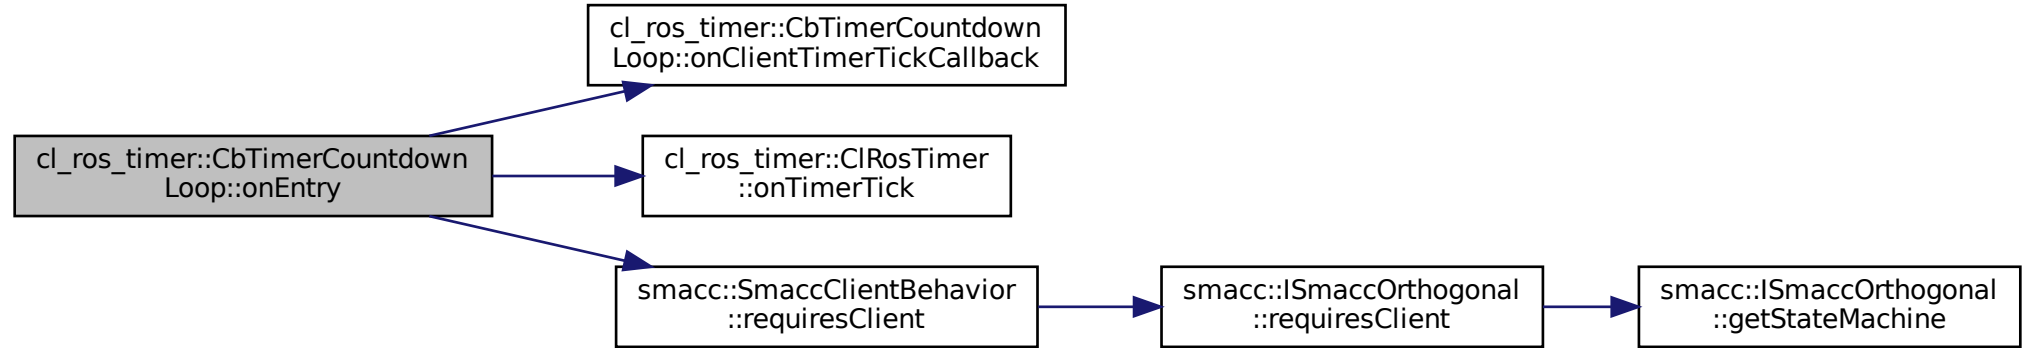 cl_ros_timer::CbTimerCountdown
Loop::onClientTimerTickCallback
cl_ros_timer::CbTimerCountdown
Loop::onEntry
cl_ros_timer::ClRosTimer
::onTimerTick
smacc::SmaccClientBehavior
::requiresClient
smacc::ISmaccOrthogonal
::requiresClient
smacc::ISmaccOrthogonal
::getStateMachine